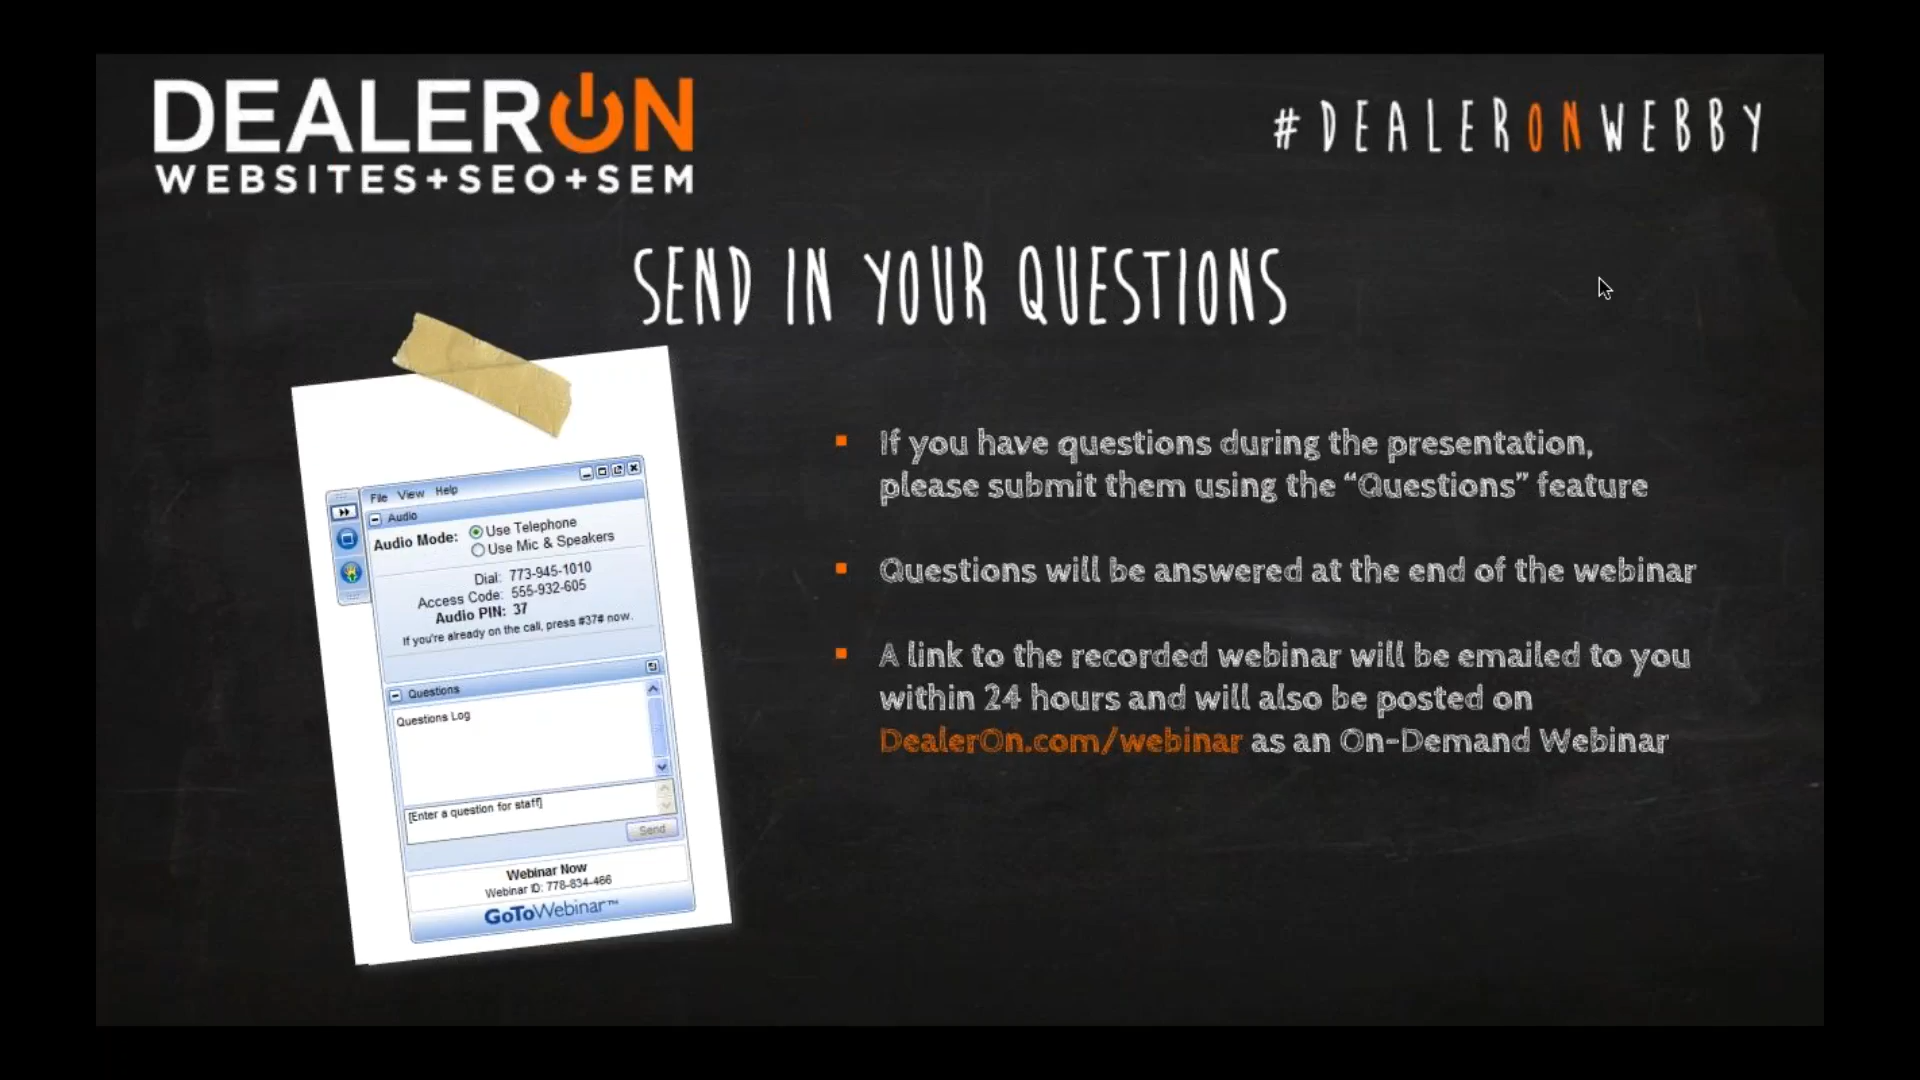 DEALERON
WEBSITES+SEO+SEM
#DEALERONWEBBY
SEND IN YOUR QUESTIONS
File View Help
Audio
Audio Mode: Use Telephone
Use Mic & Speakers
Dial: 773-945-1010
Access Code: 555-932-605
Audio PIN: 37
If you're already on the call, press #37# now.
Questions
Questions Log
[Enter a question for staff]
Send
Webinar Now
Webinar ID: 778-834-466
GoToWebinar™
If you have questions during the presentation,
please submit them using the “Questions” feature
Questions will be answered at the end of the webinar
A link to the recorded webinar will be emailed to you
within 24 hours and will also be posted on
DealerOn.com/webinar as an On-Demand Webinar